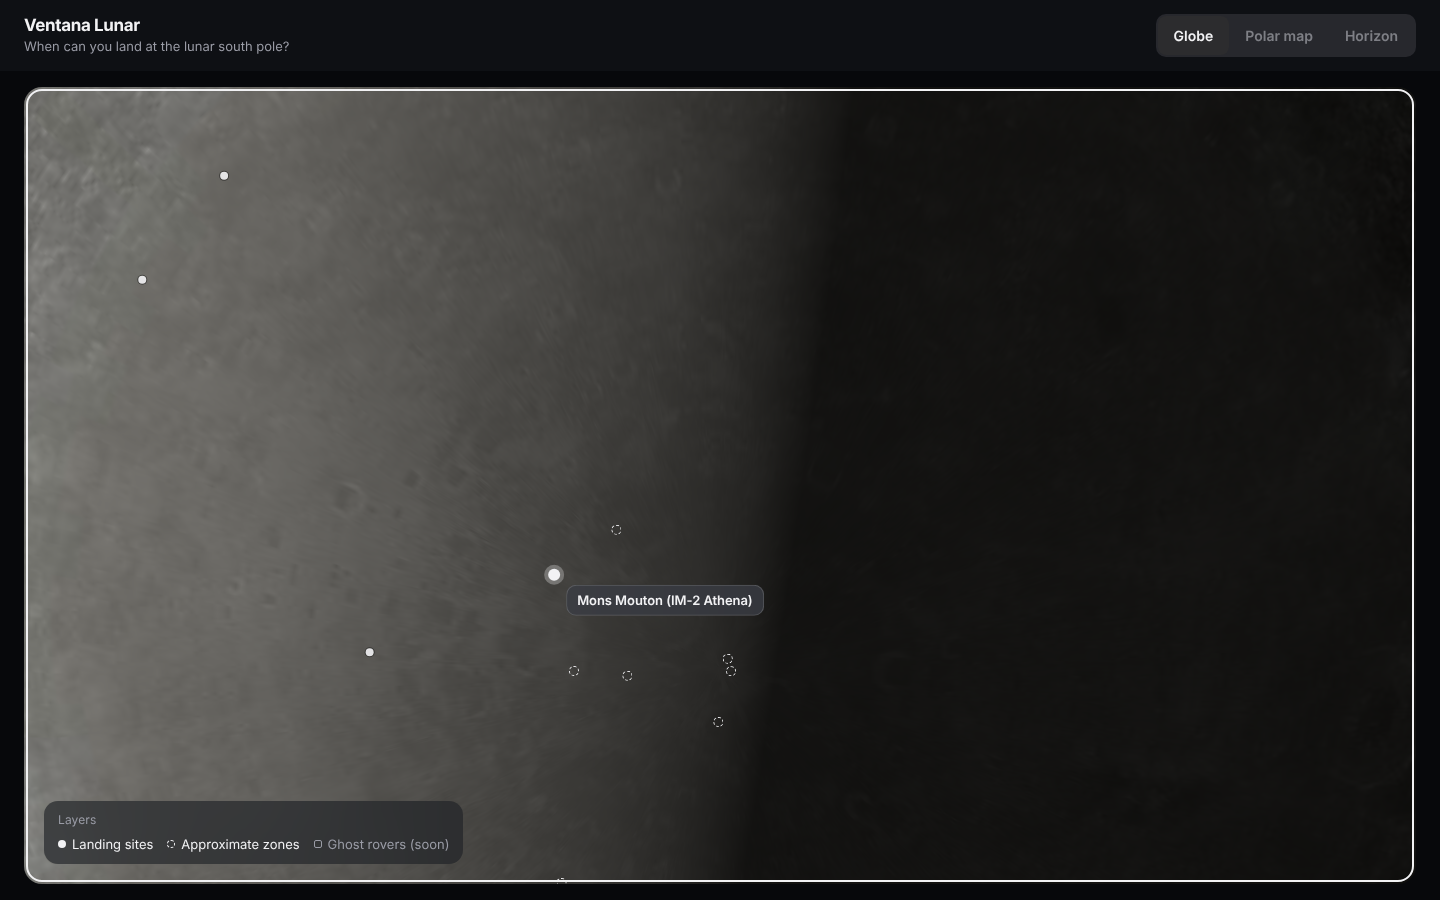 Ventana Lunar
When can you land at the lunar south pole?
Globe
Polar map
Horizon
Mons Mouton (IM-2 Athena)
Layers
Landing sites
Approximate zones
Ghost rovers (soon)